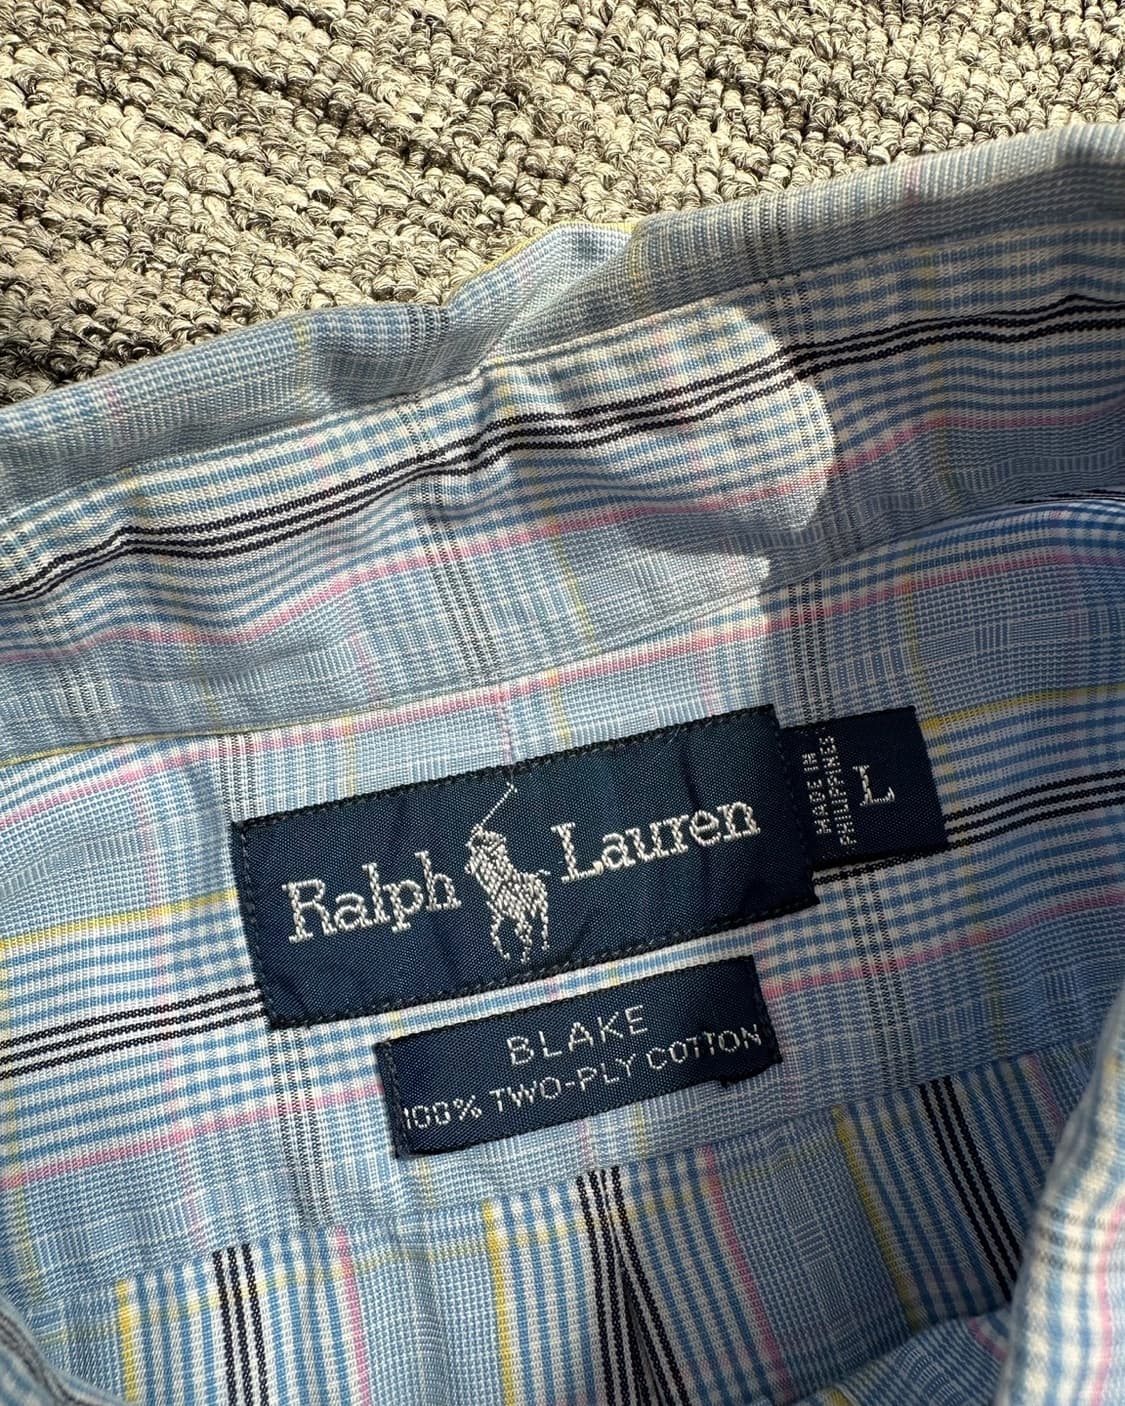 Ralph Lauren
MADE IN
PHILIPPINES
L
BLAKE
100% TWO-PLY COTTON